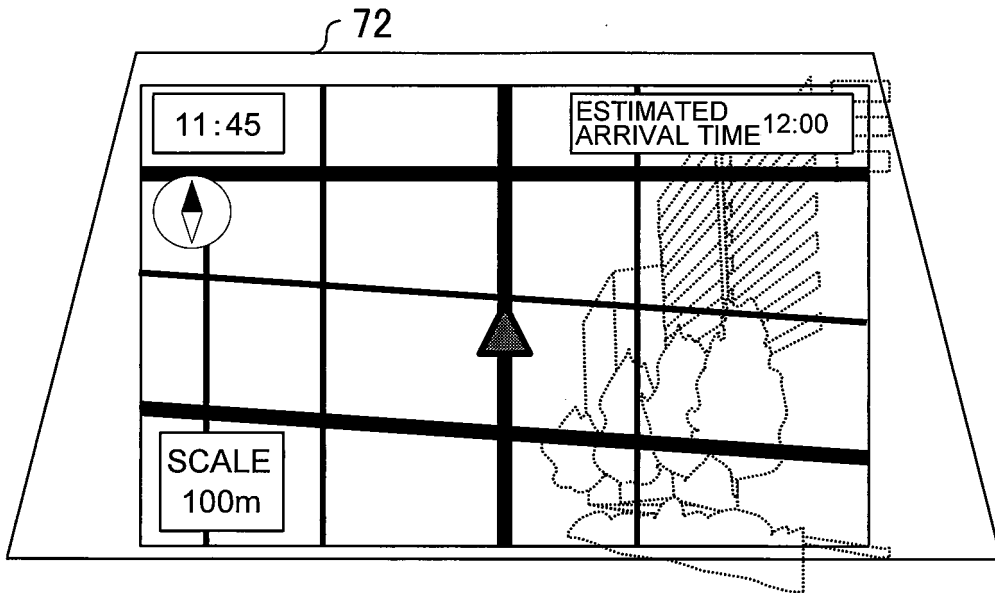 72
11:45
ESTIMATED
ARRIVAL TIME 12:00
SCALE
100m